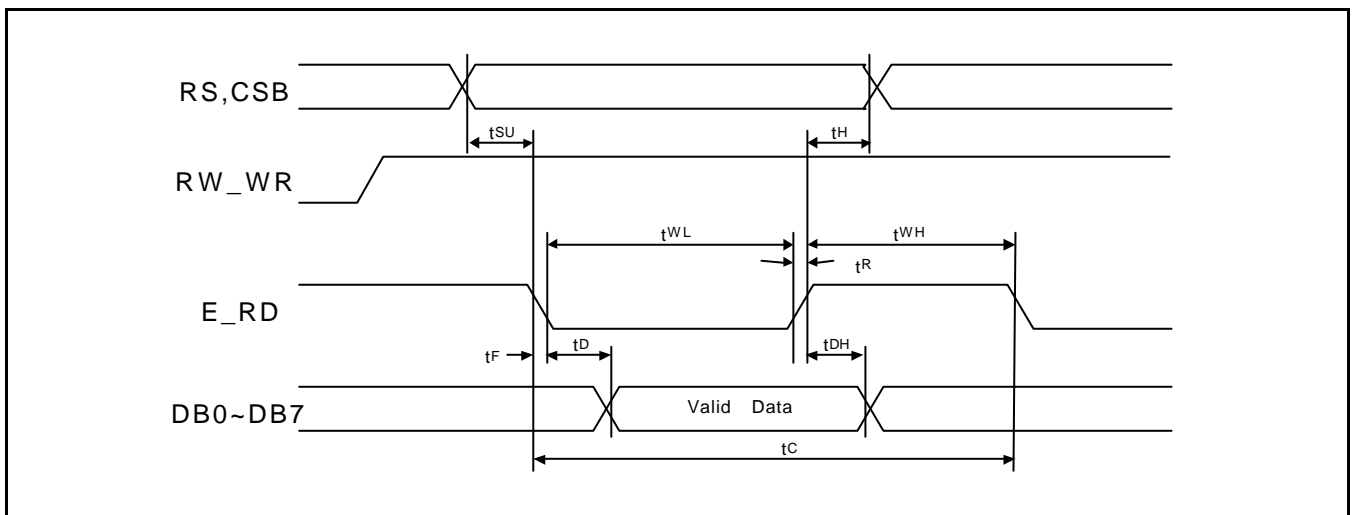 RS,CSB
tSU
tH
RW_WR
tWL
tWH
tR
E_RD
tF
tD
tDH
DB0~DB7
Valid Data
tC